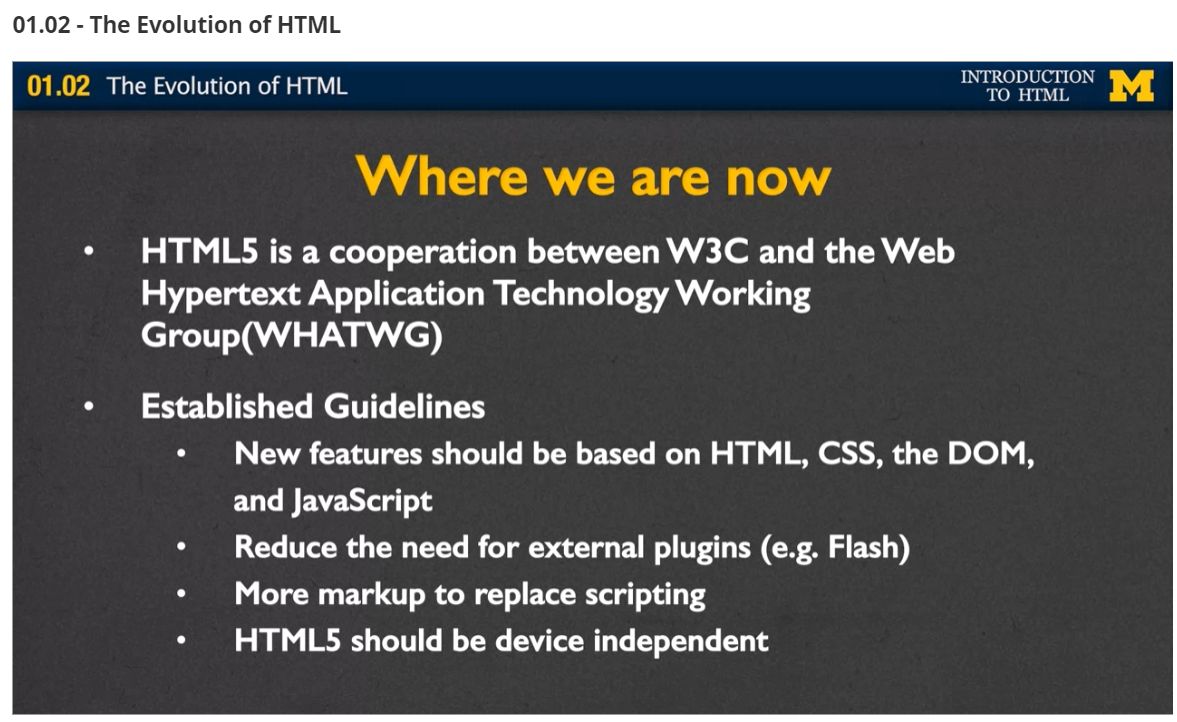 01.02 - The Evolution of HTML
01.02 The Evolution of HTML
INTRODUCTION
TO HTML
M
Where we are now
• HTML5 is a cooperation between W3C and the Web
Hypertext Application Technology Working
Group(WHATWG)
• Established Guidelines
• New features should be based on HTML, CSS, the DOM,
and JavaScript
• Reduce the need for external plugins (e.g. Flash)
• More markup to replace scripting
• HTML5 should be device independent